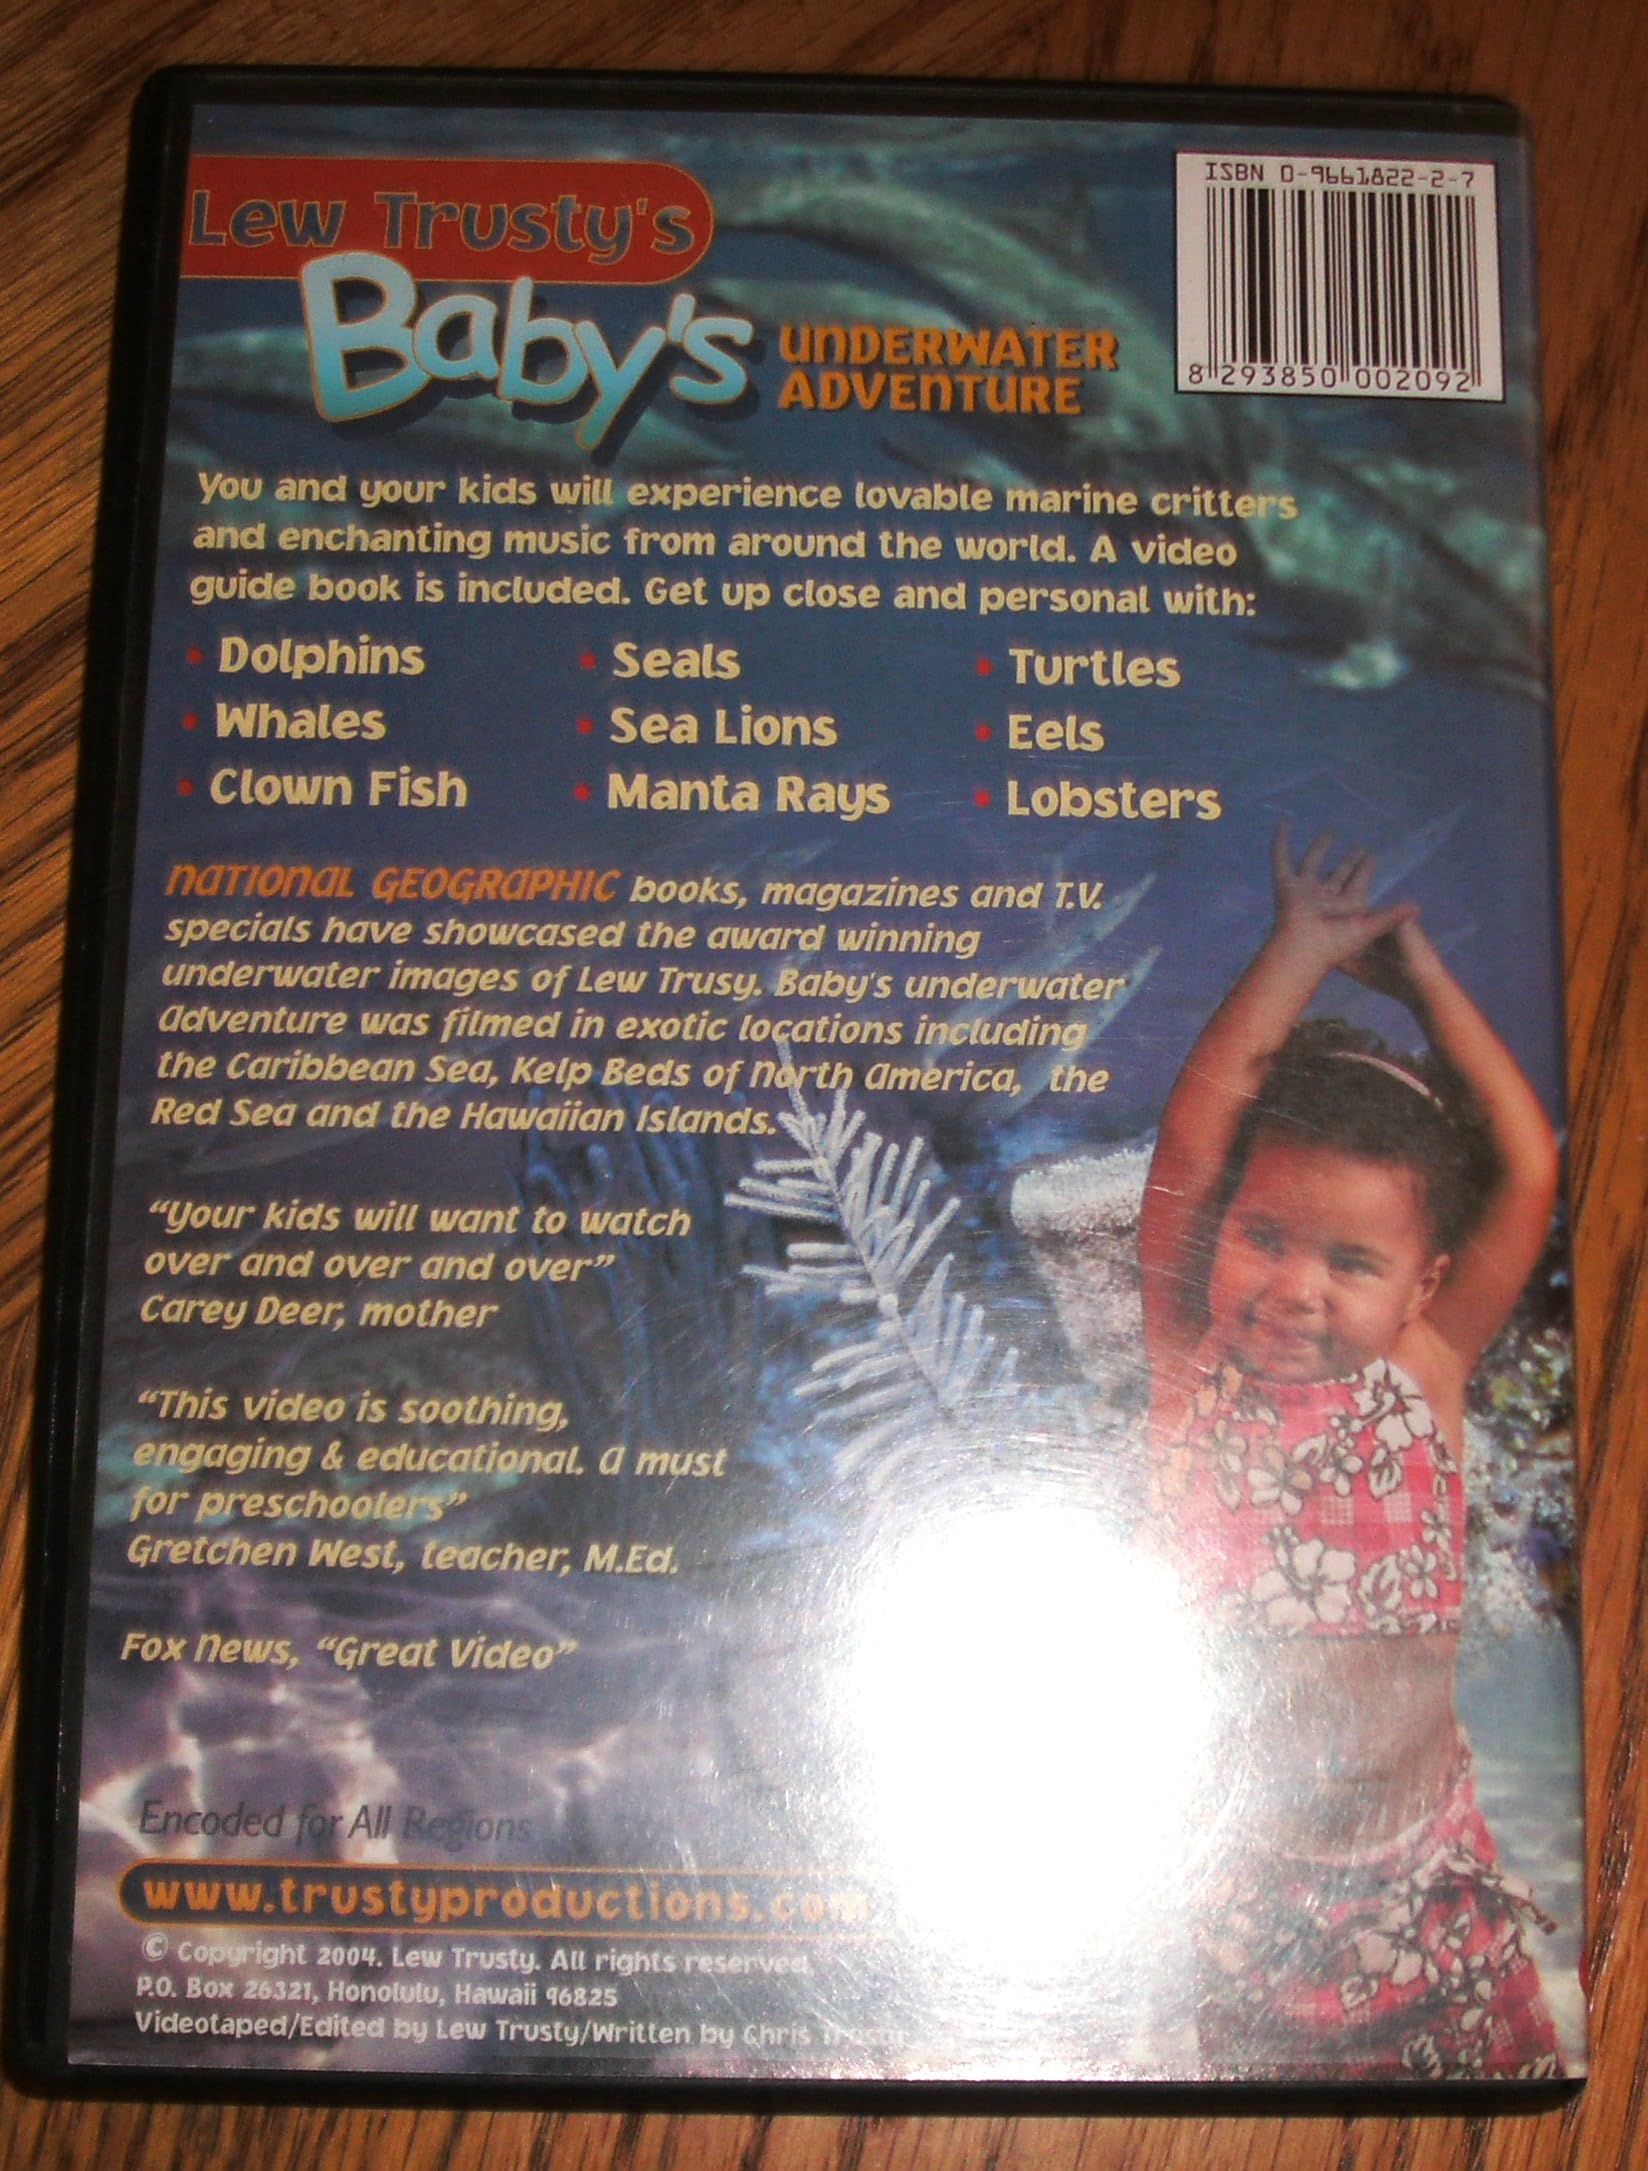 Lew Trusty's
Baby's
UNDERWATER
ADVENTURE
ISBN 0-9661822-2-7
8 29385000209 2
You and your kids will experience lovable marine critters
and enchanting music from around the world. A video
guide book is included. Get up close and personal with:
• Dolphins • Seals • Turtles
• Whales • Sea Lions • Eels
• Clown Fish • Manta Rays • Lobsters
NATIONAL GEOGRAPHIC books, magazines and T.V.
specials have showcased the award winning
underwater images of Lew Trusy. Baby's underwater
Adventure was filmed in exotic locations including
the Caribbean Sea, Kelp Beds of North America, the
Red Sea and the Hawaiian Islands.
“Your kids will want to watch
over and over and over”
Carey Deer, mother
“This video is soothing,
engaging & educational. A must
for preschoolers”
Gretchen West, teacher, M.Ed.
Fox News, “Great Video”
Encoded for All Regions
www.trustyproductions.com
© Copyright 2004. Lew Trusty. All rights reserved.
P.O. Box 26321, Honolulu, Hawaii 96825
Videotaped/Edited by Lew Trusty/Written by Chris Trusty